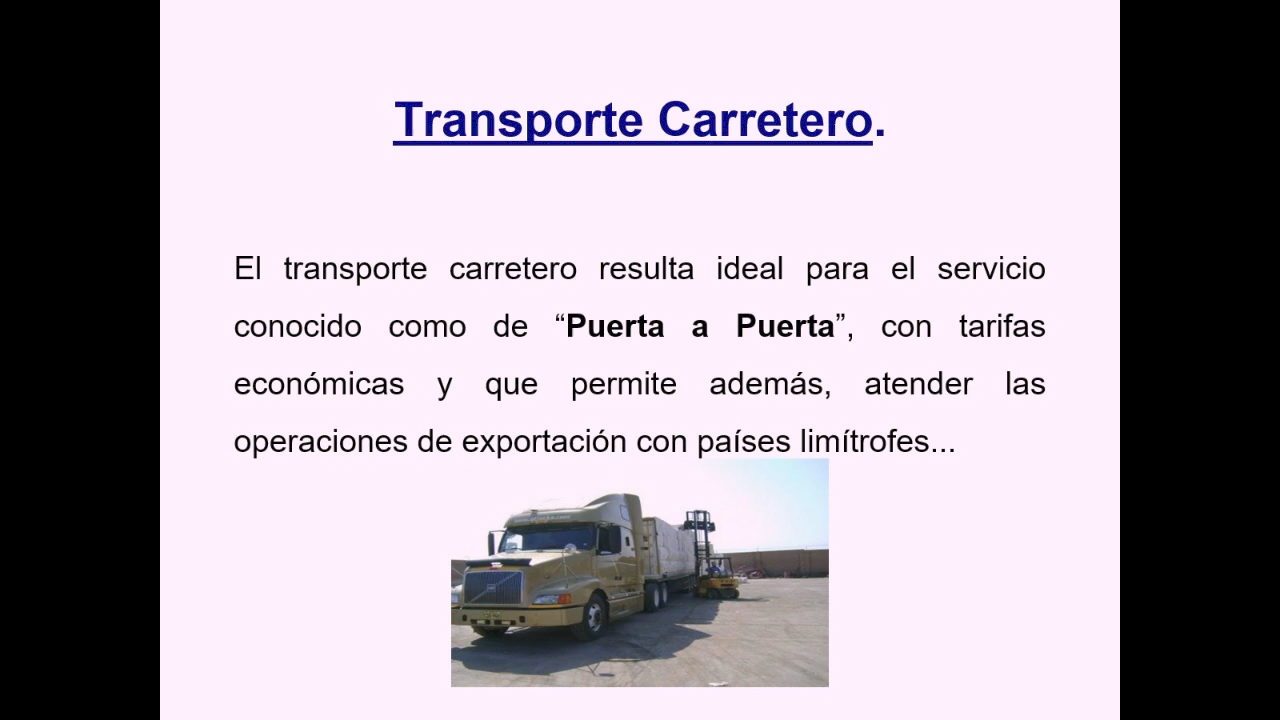 Transporte Carretero.
El transporte carretero resulta ideal para el servicio
conocido como de “Puerta a Puerta”, con tarifas
económicas y que permite además, atender las
operaciones de exportación con países limítrofes...